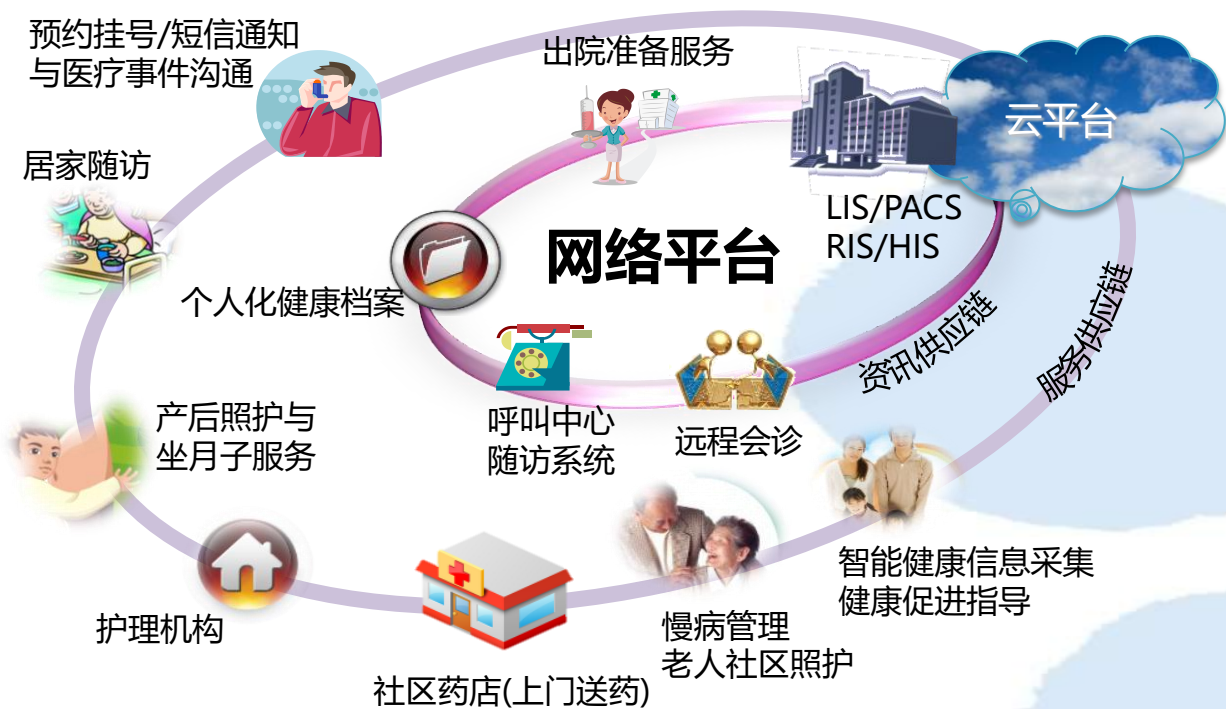 预约挂号/短信通知
与医疗事件沟通
出院准备服务
云平台
居家随访
LIS/PACS
RIS/HIS
网络平台
个人化健康档案
资讯供应链
服务供应链
产后照护与
坐月子服务
呼叫中心
随访系统
远程会诊
智能健康信息采集
健康促进指导
护理机构
慢病管理
老人社区照护
社区药店(上门送药)